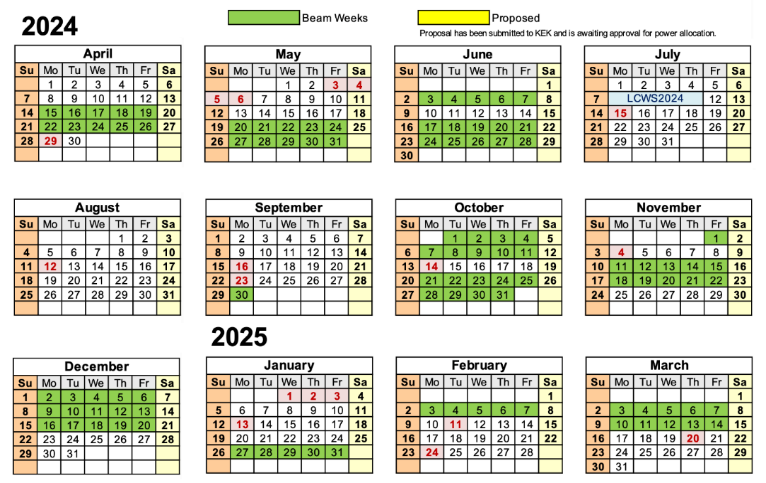 2024
Beam Weeks
Proposed
Proposal has been submitted to KEK and is awaiting approval for power allocation.
April
Su Mo Tu We Th Fr Sa
1 2 3 4 5 6
7 8 9 10 11 12 13
14 15 16 17 18 19 20
21 22 23 24 25 26 27
28 29 30
May
Su Mo Tu We Th Fr Sa
1 2 3 4
5 6 7 8 9 10 11
12 13 14 15 16 17 18
19 20 21 22 23 24 25
26 27 28 29 30 31
June
Su Mo Tu We Th Fr Sa
1
2 3 4 5 6 7 8
9 10 11 12 13 14 15
16 17 18 19 20 21 22
23 24 25 26 27 28 29
30
July
Su Mo Tu We Th Fr Sa
1 2 3 4 5 6
7 LCWS2024 12 13
14 15 16 17 18 19 20
21 22 23 24 25 26 27
28 29 30 31
August
Su Mo Tu We Th Fr Sa
1 2 3
4 5 6 7 8 9 10
11 12 13 14 15 16 17
18 19 20 21 22 23 24
25 26 27 28 29 30 31
September
Su Mo Tu We Th Fr Sa
1 2 3 4 5 6 7
8 9 10 11 12 13 14
15 16 17 18 19 20 21
22 23 24 25 26 27 28
29 30
October
Su Mo Tu We Th Fr Sa
1 2 3 4 5
6 7 8 9 10 11 12
13 14 15 16 17 18 19
20 21 22 23 24 25 26
27 28 29 30 31
November
Su Mo Tu We Th Fr Sa
1 2
3 4 5 6 7 8 9
10 11 12 13 14 15 16
17 18 19 20 21 22 23
24 25 26 27 28 29 30
December
Su Mo Tu We Th Fr Sa
1 2 3 4 5 6 7
8 9 10 11 12 13 14
15 16 17 18 19 20 21
22 23 24 25 26 27 28
29 30 31
2025
January
Su Mo Tu We Th Fr Sa
1 2 3 4
5 6 7 8 9 10 11
12 13 14 15 16 17 18
19 20 21 22 23 24 25
26 27 28 29 30 31
February
Su Mo Tu We Th Fr Sa
1
2 3 4 5 6 7 8
9 10 11 12 13 14 15
16 17 18 19 20 21 22
23 24 25 26 27 28
March
Su Mo Tu We Th Fr Sa
1
2 3 4 5 6 7 8
9 10 11 12 13 14 15
16 17 18 19 20 21 22
23 24 25 26 27 28 29
30 31